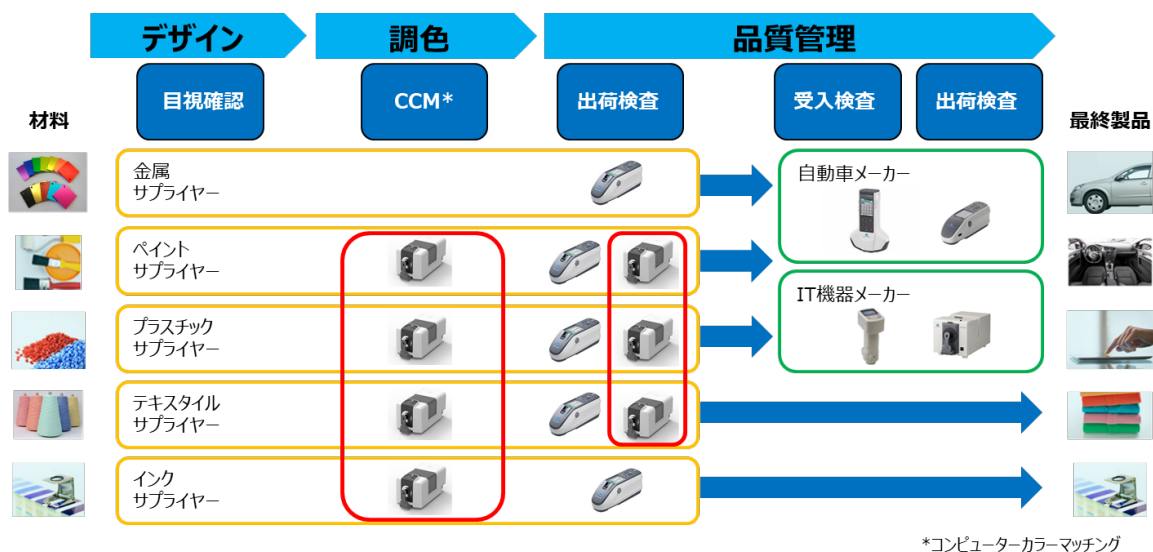 デザイン
調色
品質管理
目視確認
CCM*
出荷検査
受入検査
出荷検査
材料
最終製品
金属
サプライヤー
自動車メーカー
ペイント
サプライヤー
IT機器メーカー
プラスチック
サプライヤー
テキスタイル
サプライヤー
インク
サプライヤー
*コンピューターカラーマッチング